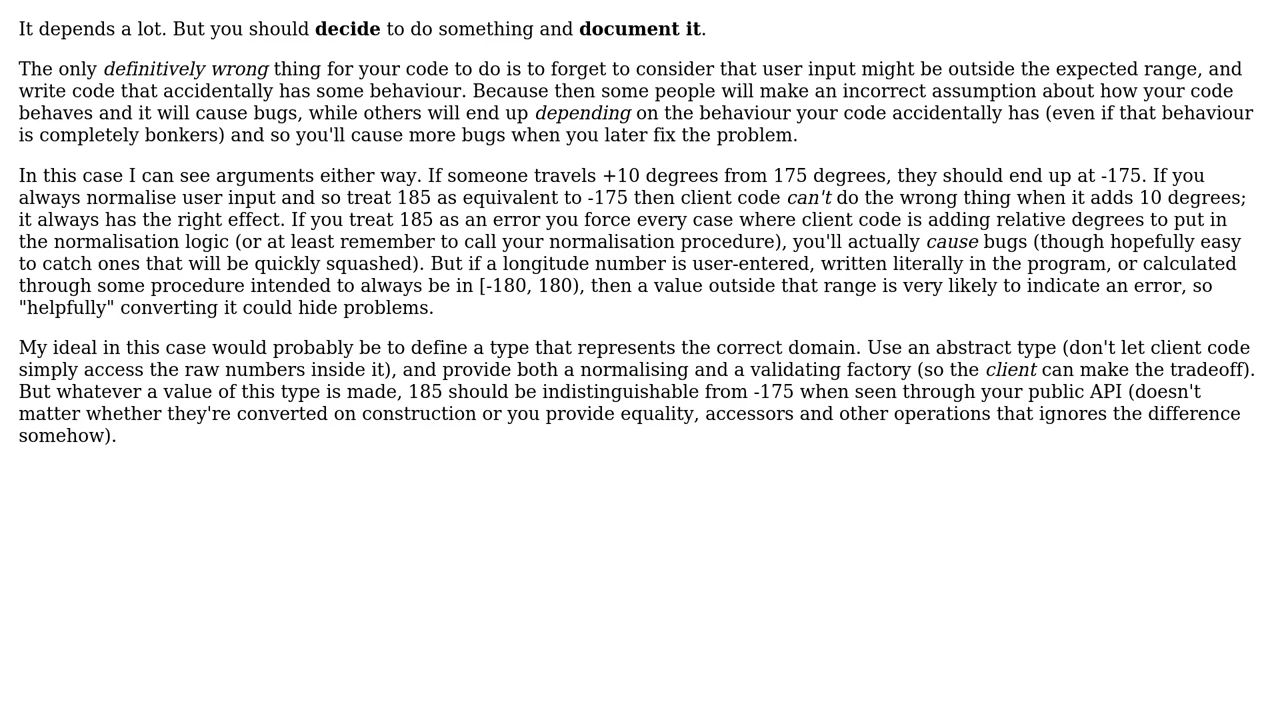 It depends a lot. But you should decide to do something and document it.
The only definitively wrong thing for your code to do is to forget to consider that user input might be outside the expected range, and
write code that accidentally has some behaviour. Because then some people will make an incorrect assumption about how your code
behaves and it will cause bugs, while others will end up depending on the behaviour your code accidentally has (even if that behaviour
is completely bonkers) and so you'll cause more bugs when you later fix the problem.
In this case I can see arguments either way. If someone travels +10 degrees from 175 degrees, they should end up at -175. If you
always normalise user input and so treat 185 as equivalent to -175 then client code can't do the wrong thing when it adds 10 degrees;
it always has the right effect. If you treat 185 as an error you force every case where client code is adding relative degrees to put in
the normalisation logic (or at least remember to call your normalisation procedure), you'll actually cause bugs (though hopefully easy
to catch ones that will be quickly squashed). But if a longitude number is user-entered, written literally in the program, or calculated
through some procedure intended to always be in [-180, 180), then a value outside that range is very likely to indicate an error, so
"helpfully" converting it could hide problems.
My ideal in this case would probably be to define a type that represents the correct domain. Use an abstract type (don't let client code
simply access the raw numbers inside it), and provide both a normalising and a validating factory (so the client can make the tradeoff).
But whatever a value of this type is made, 185 should be indistinguishable from -175 when seen through your public API (doesn't
matter whether they're converted on construction or you provide equality, accessors and other operations that ignores the difference
somehow).